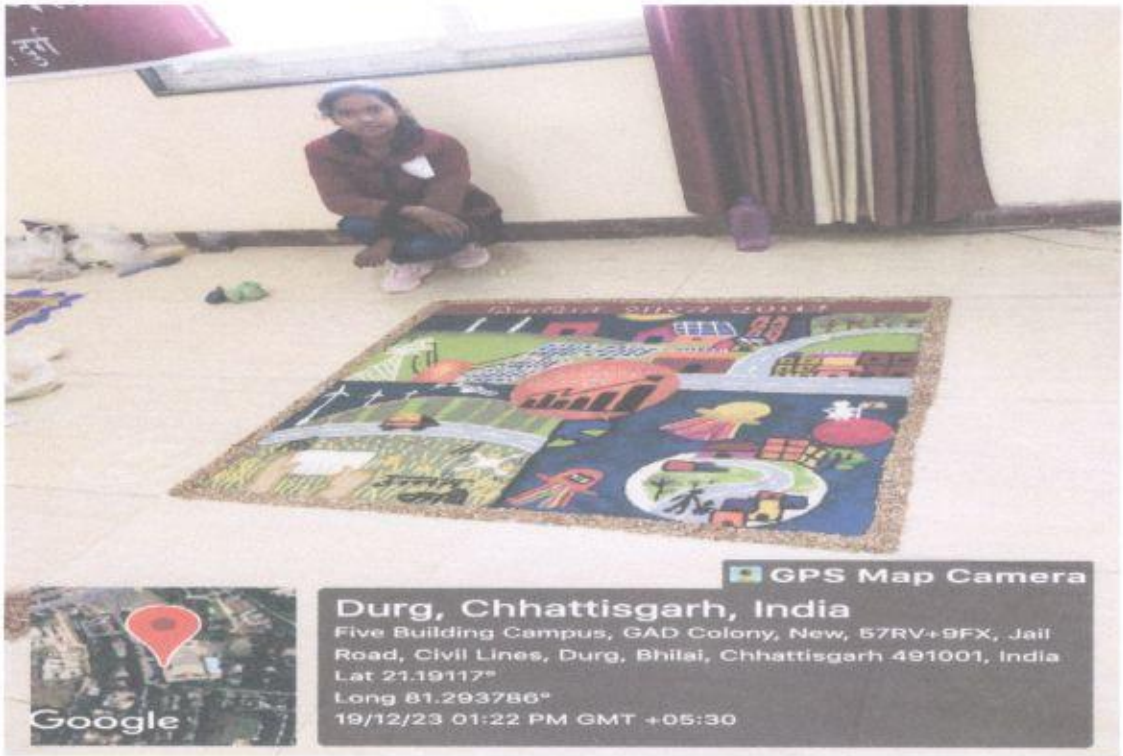 GPS Map Camera
Durg, Chhattisgarh, India
Five Building Campus, GAD Colony, New, 57RV+9FX, Jail
Road, Civil Lines, Durg, Bhilai, Chhattisgarh 491001, India
Lat 21.19117°
Long 81.293786°
19/12/23 01:22 PM GMT +05:30
Google